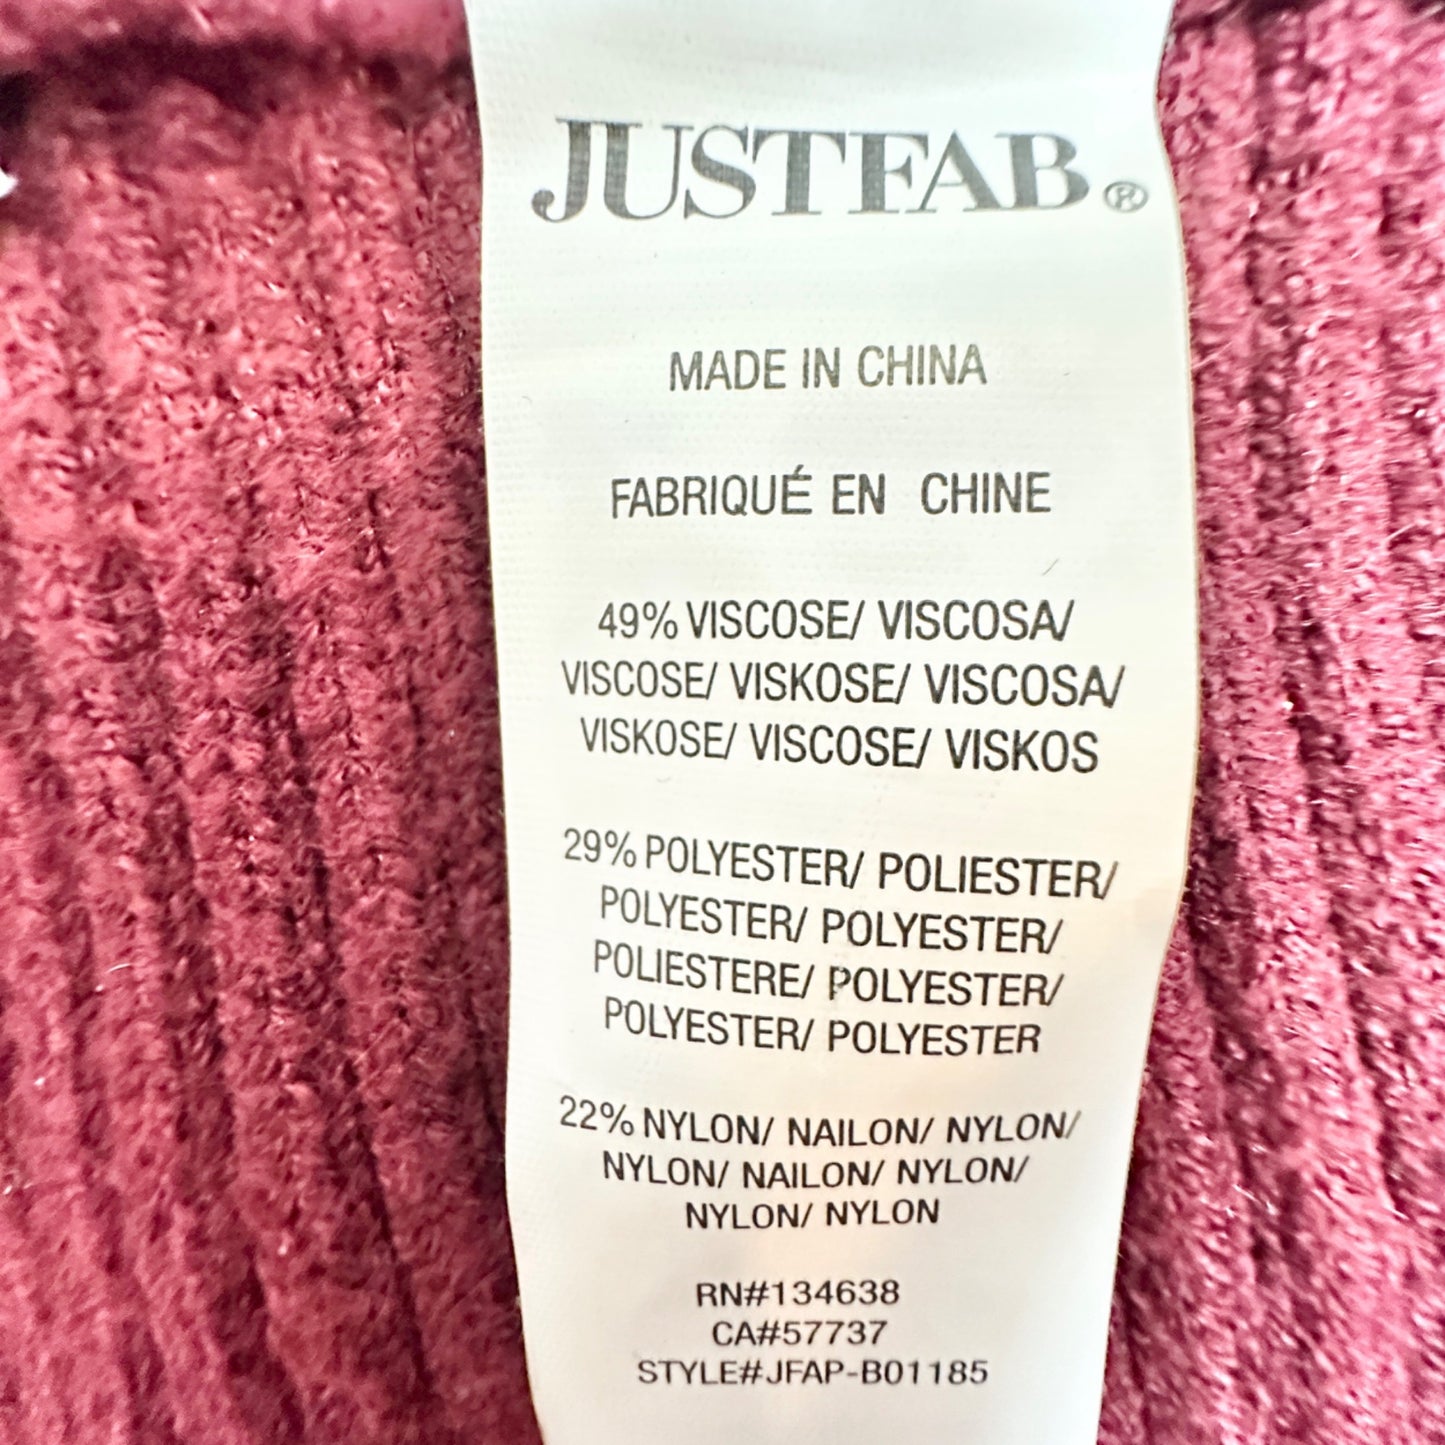 JUSTFAB®
MADE IN CHINA
FABRIQUÉ EN CHINE
49% VISCOSE/ VISCOSA/
VISCOSE/ VISKOSE/ VISCOSA/
VISKOSE/ VISCOSE/ VISKOS
29% POLYESTER/ POLIESTER/
POLYESTER/ POLYESTER/
POLIESTERE/ POLYESTER/
POLYESTER/ POLYESTER
22% NYLON/ NAILON/ NYLON/
NYLON/ NAILON/ NYLON/
NYLON/ NYLON
RN#134638
CA#57737
STYLE#JFAP-B01185